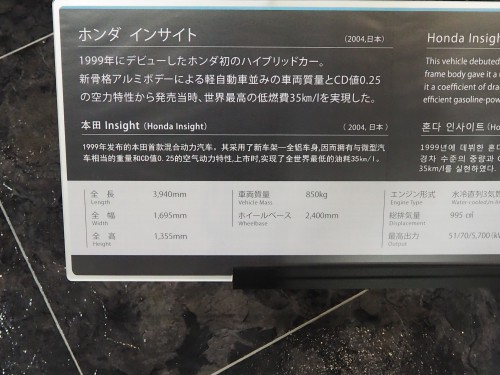 ホンダ インサイト (2004,日本)
1999年にデビューしたホンダ初のハイブリッドカー。
新骨格アルミボデーによる軽自動車並みの車両質量とCD値0.25
の空力特性から発売当時、世界最高の低燃費35km/lを実現した。
本田 Insight (Honda Insight) ( 2004, 日本 )
1999年发布的本田首款混合动力汽车。其采用了新车架一全铝车身,因而拥有与微型汽
车相当的重量和CD值0.25的空气动力特性,上市时,实现了全世界最低的油耗35km/l。
Honda Insigh
This vehicle debuted
frame body gave it a
it a coefficient of dra
efficient gasoline-pow
혼다 인사이트 (Ho
1999년에 데뷔한 혼다
경차 수준의 중량과
35km/l를 실현하였다.
全 長 3,940mm
Length
全 幅 1,695mm
Width
全 高 1,355mm
Height
車両質量 850kg
Vehicle Mass
ホイールベース 2,400mm
Wheelbase
エンジン形式 水冷直列3気筒
Engine Type Water-cooled in
総排気量 995 ㎤
Displacement
最高出力 51/70/5,700(k
Output